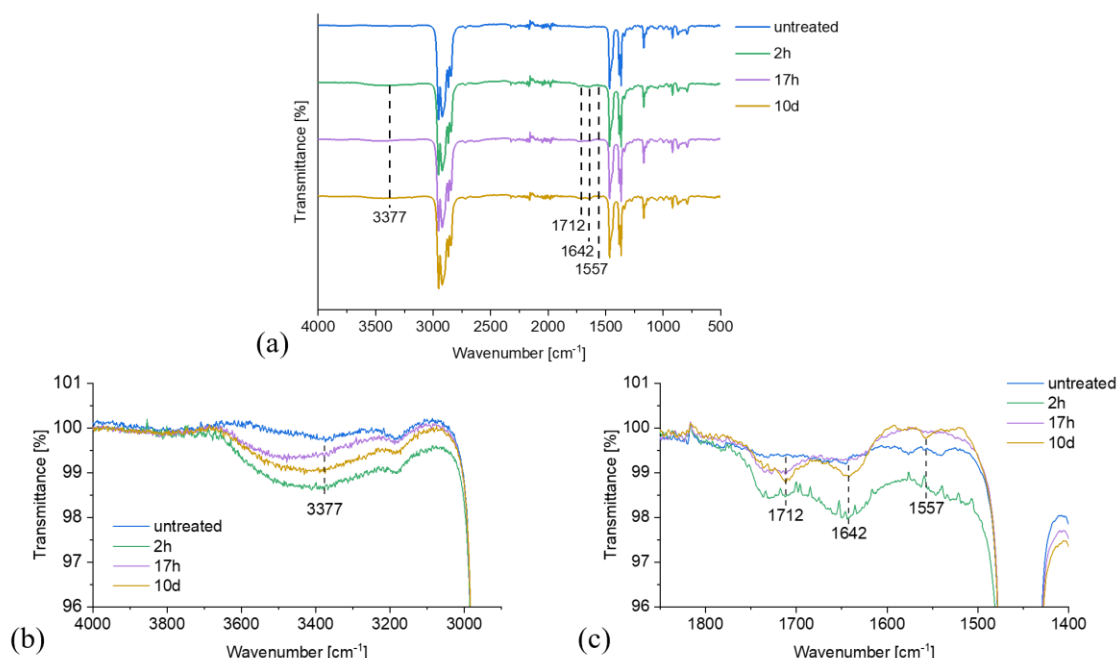 Transmittance [%]
untreated
2h
17h
10d
3377
1712
1642
1557
4000 3500 3000 2500 2000 1500 1000 500
Wavenumber [cm⁻¹]
(a)
101
100
99
98
97
96
Transmittance [%]
3377
untreated
2h
17h
10d
4000 3800 3600 3400 3200 3000
Wavenumber [cm⁻¹]
(b)
101
100
99
98
97
96
Transmittance [%]
untreated
2h
17h
10d
1712
1642
1557
1800 1700 1600 1500 1400
Wavenumber [cm⁻¹]
(c)